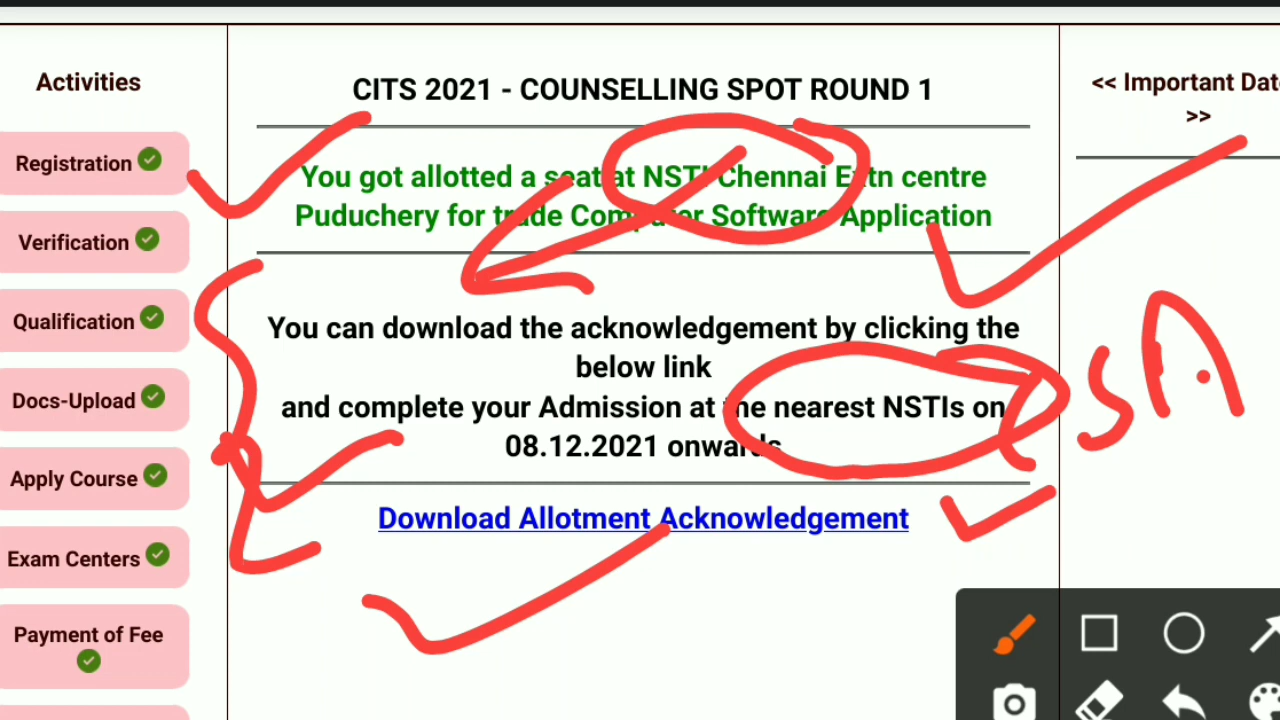 Activities
Registration
Verification
Qualification
Docs-Upload
Apply Course
Exam Centers
Payment of Fee
CITS 2021 - COUNSELLING SPOT ROUND 1
You got allotted a seat at NSTI Chennai Extn centre
Puduchery for trade Computer Software Application
You can download the acknowledgement by clicking the
below link
and complete your Admission at the nearest NSTIs on
08.12.2021 onwards
Download Allotment Acknowledgement
<< Important Dat
>>
CSA